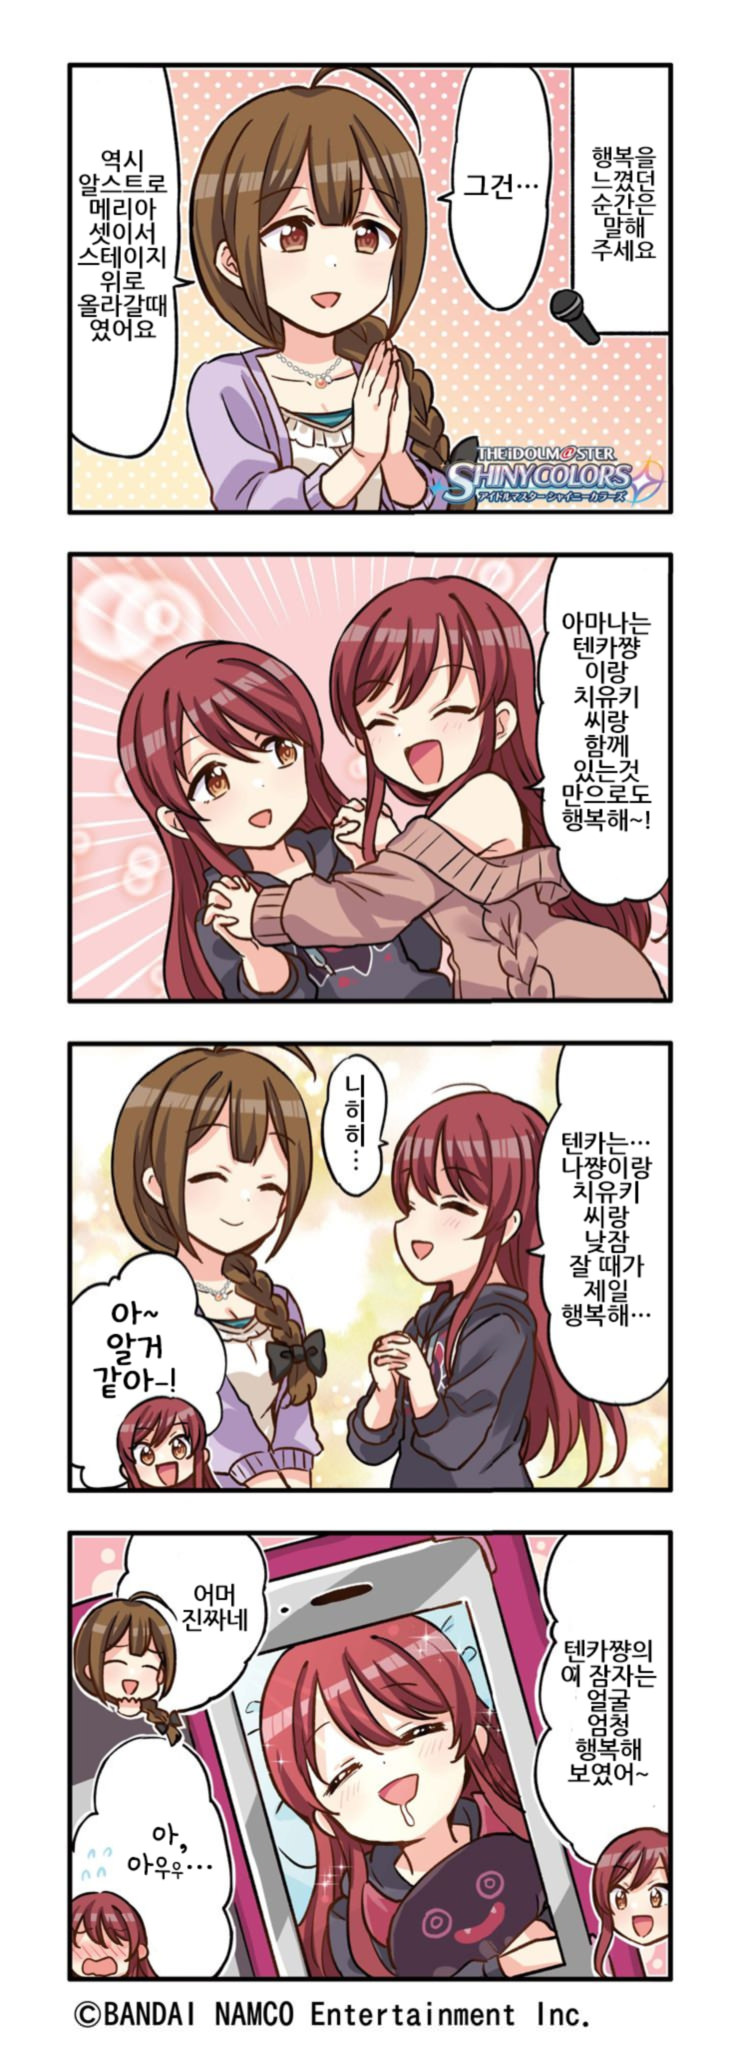 행복을
느꼈던
순간은
말해
주세요
그건…
역시
알스트로
메리아
셋이서
스테이지
위로
올라갈때
였어요
THE iDOLM@STER
SHINY COLORS
アイドルマスター シャイニーカラーズ
아마나는
텐카쨩
이랑
치유키
씨랑
함께
있는것
만으로도
행복해~!
텐카는…
나쨩이랑
치유키
씨랑
낮잠
잘 때가
제일
행복해…
니
히
히
…
아~
알거
같아-!
텐카쨩의
이 잠자는
얼굴
엄청
행복해
보였어~
어머
진짜네
아,
아우우…
©BANDAI NAMCO Entertainment Inc.